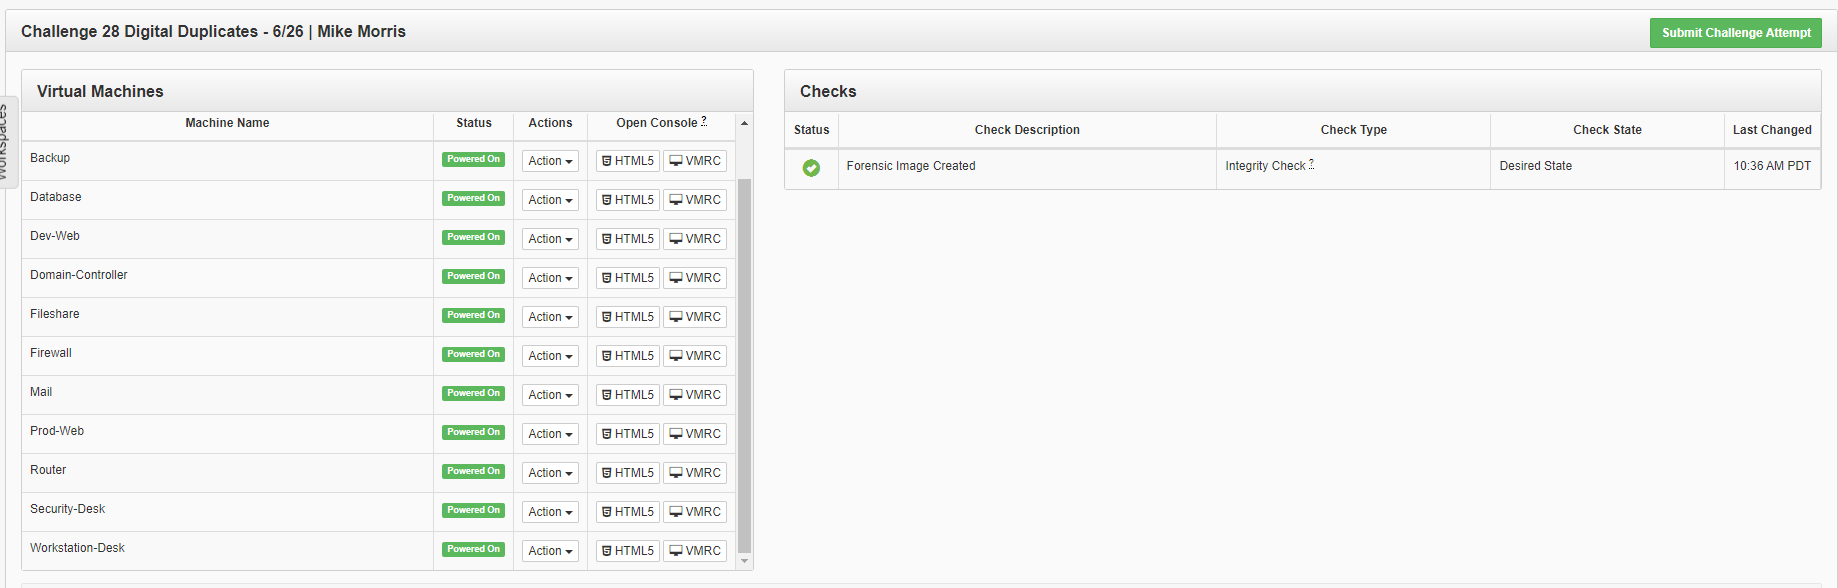 Challenge 28 Digital Duplicates - 6/26 | Mike Morris
Submit Challenge Attempt
Workspaces
Virtual Machines
Machine Name Status Actions Open Console ?
Backup Powered On Action HTML5 VMRC
Database Powered On Action HTML5 VMRC
Dev-Web Powered On Action HTML5 VMRC
Domain-Controller Powered On Action HTML5 VMRC
Fileshare Powered On Action HTML5 VMRC
Firewall Powered On Action HTML5 VMRC
Mail Powered On Action HTML5 VMRC
Prod-Web Powered On Action HTML5 VMRC
Router Powered On Action HTML5 VMRC
Security-Desk Powered On Action HTML5 VMRC
Workstation-Desk Powered On Action HTML5 VMRC
Checks
Status Check Description Check Type Check State Last Changed
Forensic Image Created Integrity Check ? Desired State 10:36 AM PDT